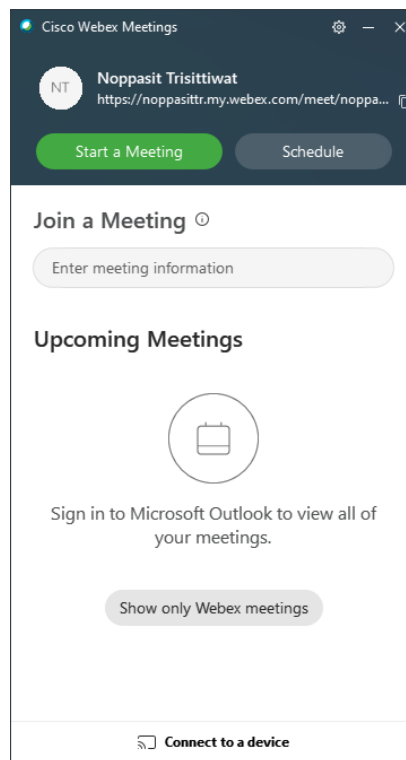 Cisco Webex Meetings
NT
Noppasit Trisittiwat
https://noppasittr.my.webex.com/meet/noppa...
Start a Meeting
Schedule
Join a Meeting
Enter meeting information
Upcoming Meetings
Sign in to Microsoft Outlook to view all of
your meetings.
Show only Webex meetings
Connect to a device